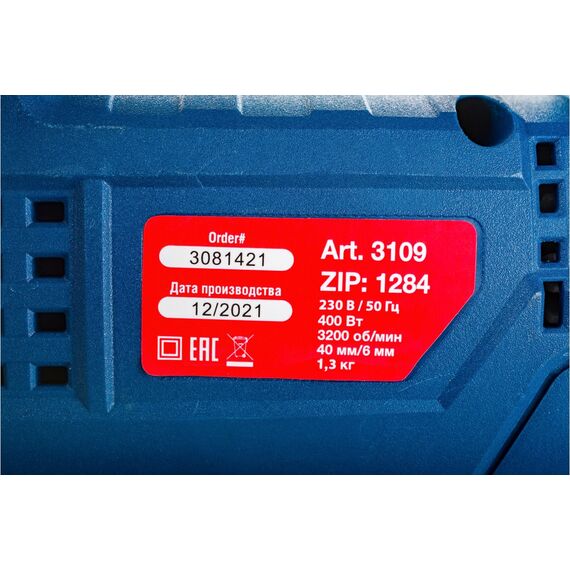 Order#
3081421
Дата производства
12/2021
EAC
Art. 3109
ZIP: 1284
230 В / 50 Гц
400 Вт
3200 об/мин
40 мм/6 мм
1,3 кг